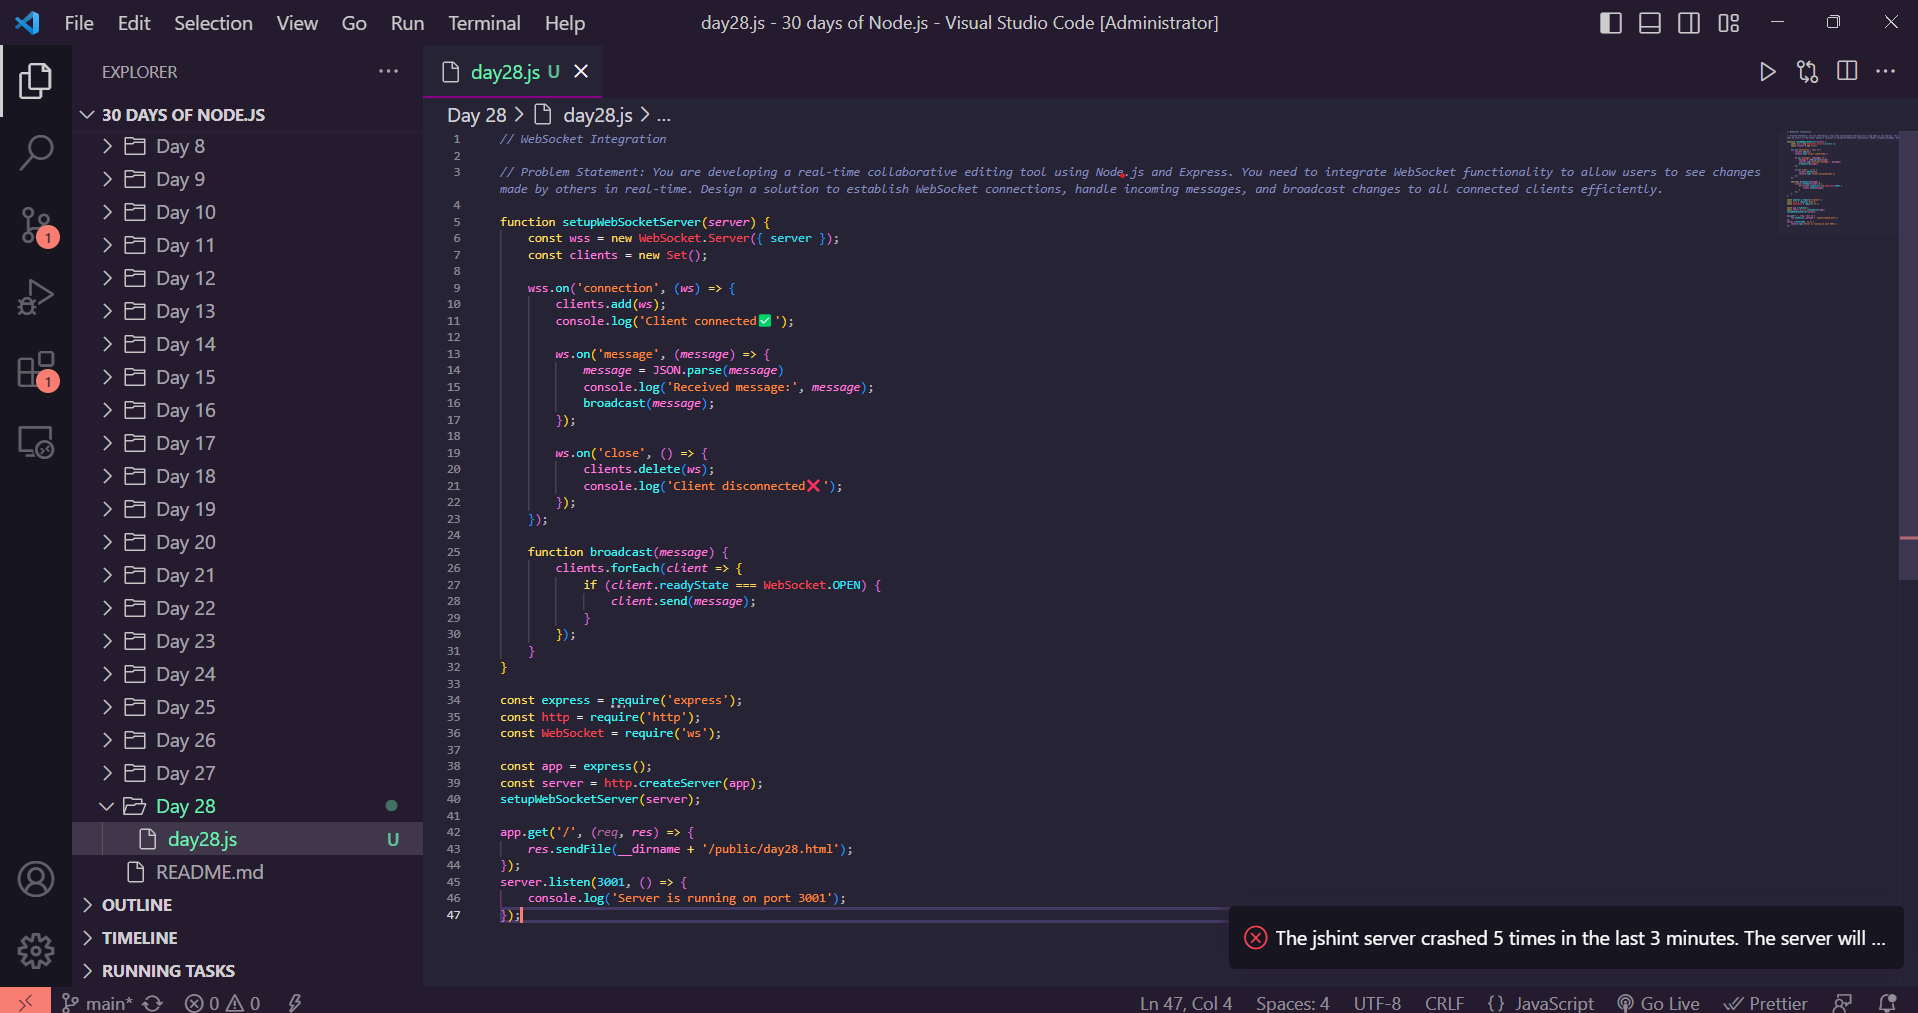 File Edit Selection View Go Run Terminal Help
day28.js - 30 days of Node.js - Visual Studio Code [Administrator]
EXPLORER
30 DAYS OF NODE.JS
Day 8
Day 9
Day 10
Day 11
Day 12
Day 13
Day 14
Day 15
Day 16
Day 17
Day 18
Day 19
Day 20
Day 21
Day 22
Day 23
Day 24
Day 25
Day 26
Day 27
Day 28
day28.js U
README.md
OUTLINE
TIMELINE
RUNNING TASKS
1
1
day28.js U
Day 28 > day28.js > ...
1 // WebSocket Integration
2
3 // Problem Statement: You are developing a real-time collaborative editing tool using Node.js and Express. You need to integrate WebSocket functionality to allow users to see changes
made by others in real-time. Design a solution to establish WebSocket connections, handle incoming messages, and broadcast changes to all connected clients efficiently.
4
5 function setupWebSocketServer(server) {
6 const wss = new WebSocket.Server({ server });
7 const clients = new Set();
8
9 wss.on('connection', (ws) => {
10 clients.add(ws);
11 console.log('Client connected✅');
12
13 ws.on('message', (message) => {
14 message = JSON.parse(message)
15 console.log('Received message:', message);
16 broadcast(message);
17 });
18
19 ws.on('close', () => {
20 clients.delete(ws);
21 console.log('Client disconnected❌');
22 });
23 });
24
25 function broadcast(message) {
26 clients.forEach(client => {
27 if (client.readyState === WebSocket.OPEN) {
28 client.send(message);
29 }
30 });
31 }
32 }
33
34 const express = require('express');
35 const http = require('http');
36 const WebSocket = require('ws');
37
38 const app = express();
39 const server = http.createServer(app);
40 setupWebSocketServer(server);
41
42 app.get('/', (req, res) => {
43 res.sendFile(__dirname + '/public/day28.html');
44 });
45 server.listen(3001, () => {
46 console.log('Server is running on port 3001');
47 });
The jshint server crashed 5 times in the last 3 minutes. The server will ...
main* 0 0 Ln 47, Col 4 Spaces: 4 UTF-8 CRLF {} JavaScript Go Live Prettier